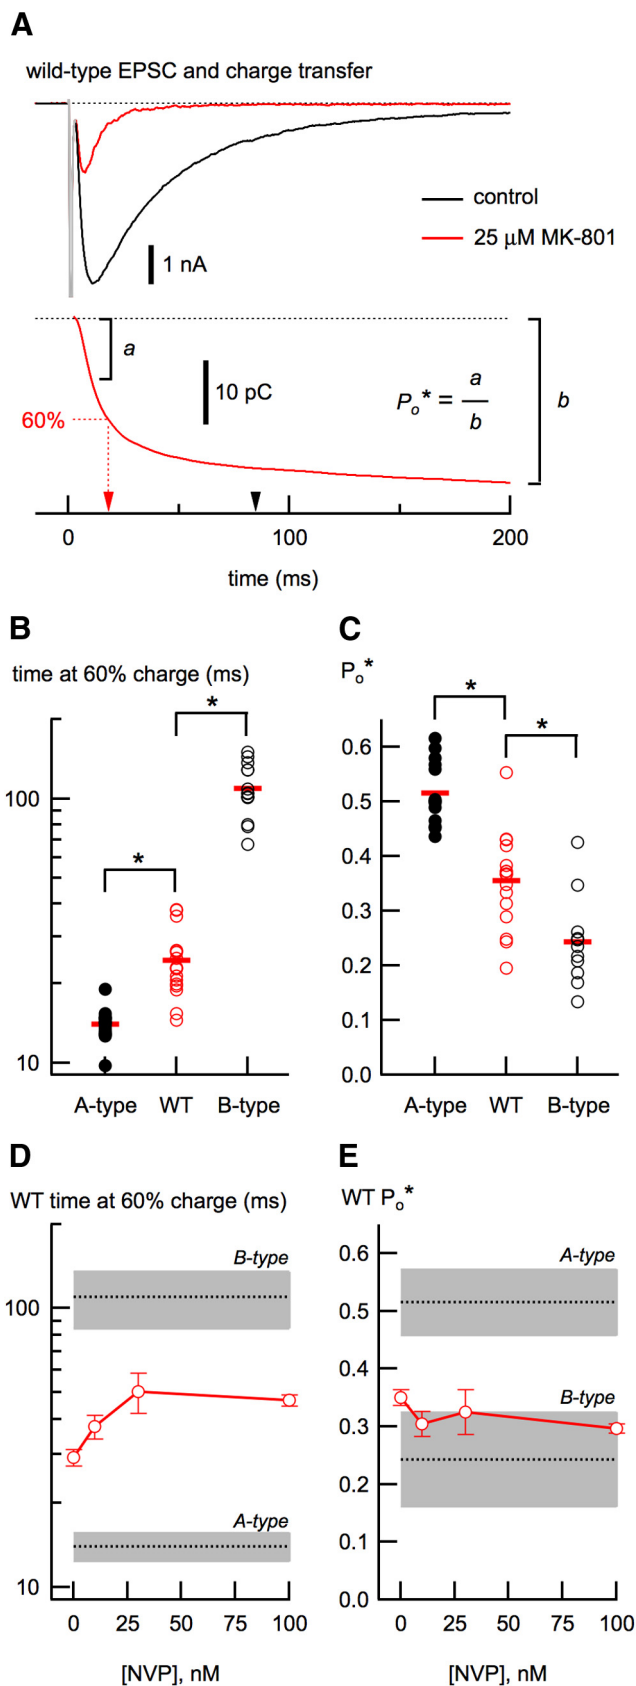 A
wild-type EPSC and charge transfer
control
25 μM MK-801
1 nA
a
10 pC
60%
P_o* = a / b
b
0 100 200
time (ms)
B
time at 60% charge (ms)
*
*
100
10
A-type WT B-type
C
P_o*
*
*
0.6
0.5
0.4
0.3
0.2
0.1
0.0
A-type WT B-type
D
WT time at 60% charge (ms)
B-type
100
A-type
10
0 25 50 75 100
[NVP], nM
E
WT P_o*
0.6
A-type
0.5
0.4
B-type
0.3
0.2
0.1
0.0
0 25 50 75 100
[NVP], nM